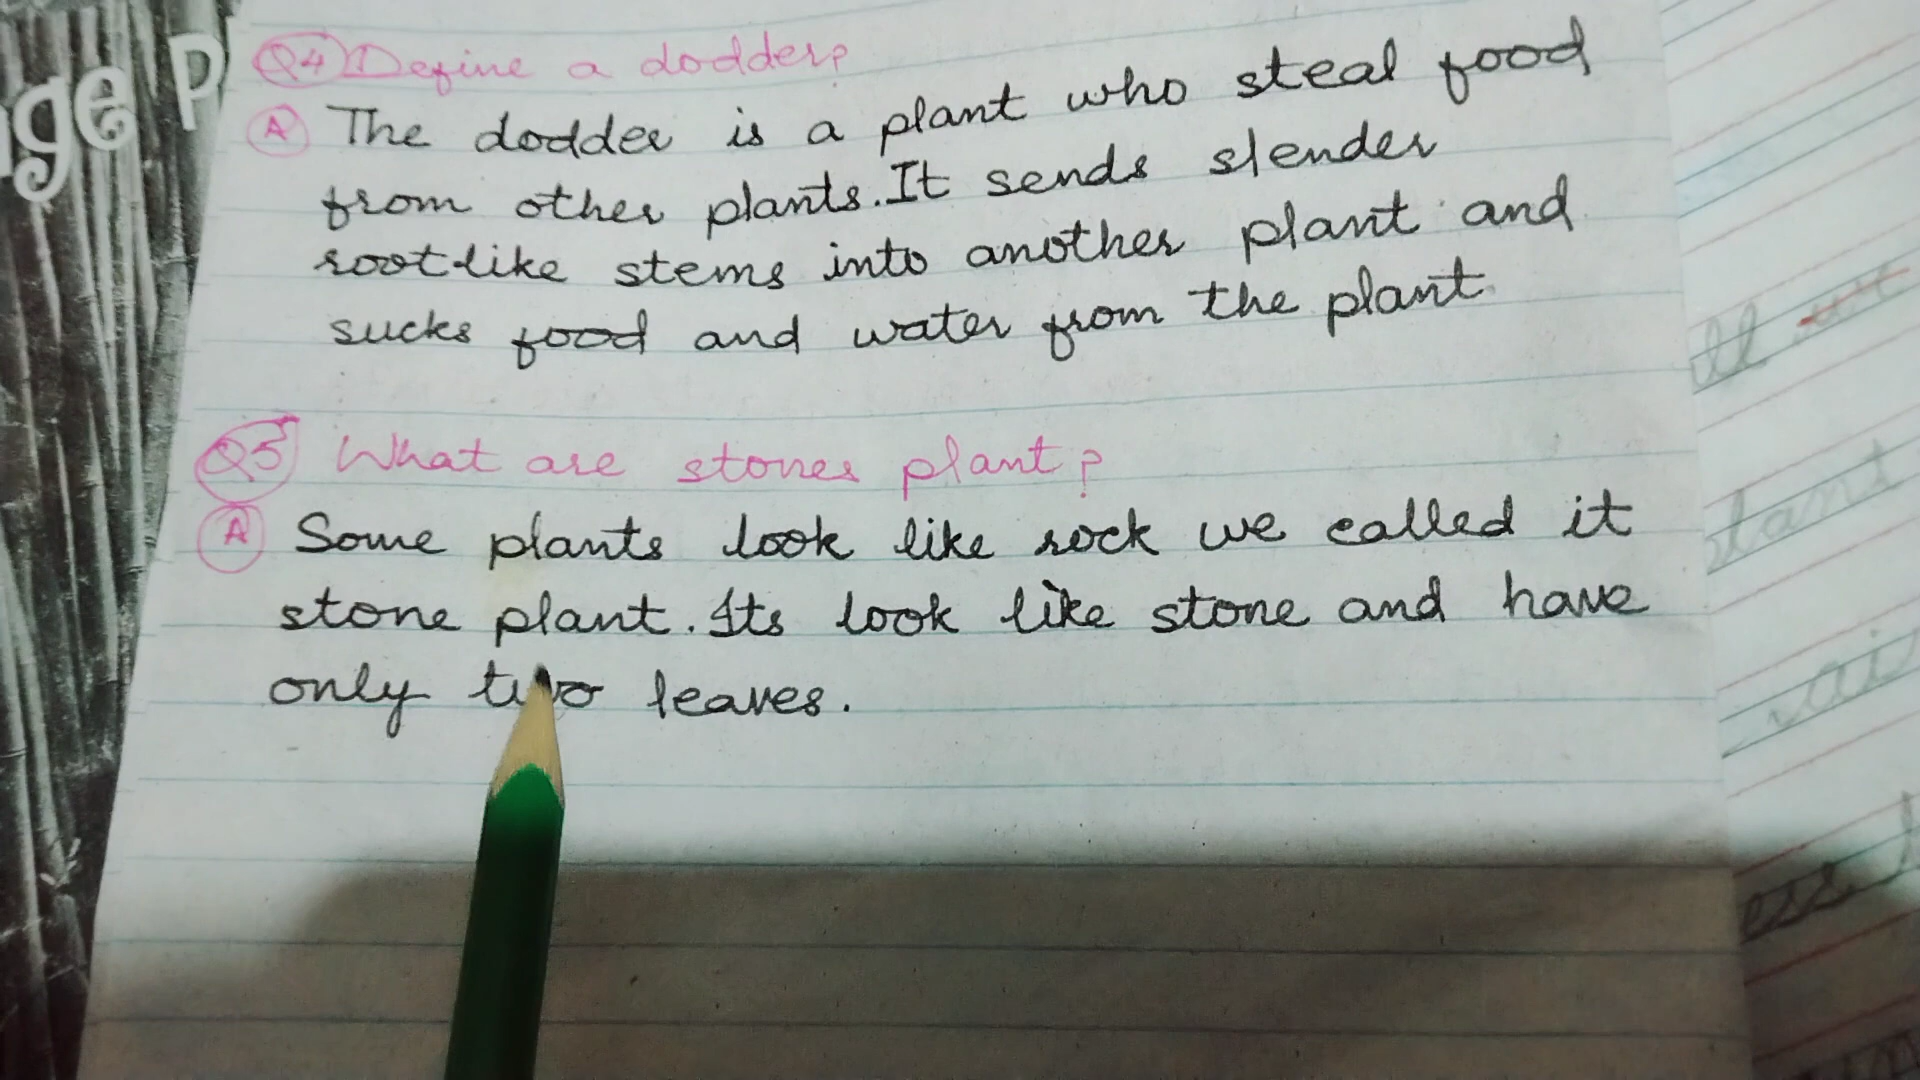 ge P
Q4 Define a dodder?
A The dodder is a plant who steal food
from other plants. It sends slender
rootlike stems into another plant and
sucks food and water from the plant
Q5 What are stones plant?
A Some plants look like rock we called it
stone plant. Its look like stone and have
only two leaves.